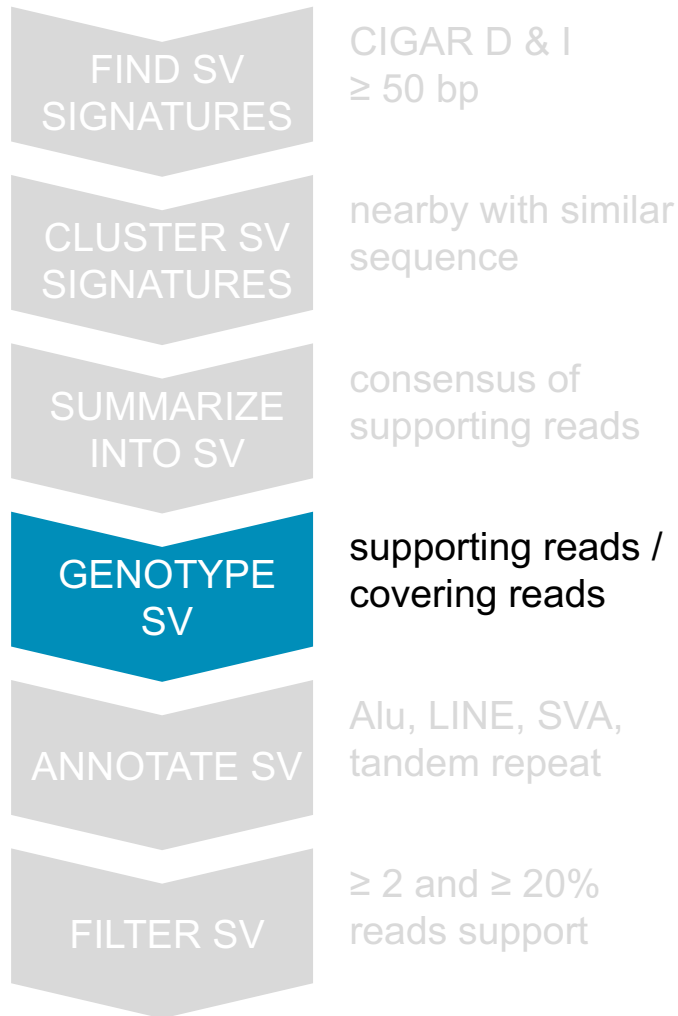 FIND SV
SIGNATURES
CIGAR D & I
≥ 50 bp
CLUSTER SV
SIGNATURES
nearby with similar
sequence
SUMMARIZE
INTO SV
consensus of
supporting reads
GENOTYPE
SV
supporting reads /
covering reads
ANNOTATE SV
Alu, LINE, SVA,
tandem repeat
FILTER SV
≥ 2 and ≥ 20%
reads support